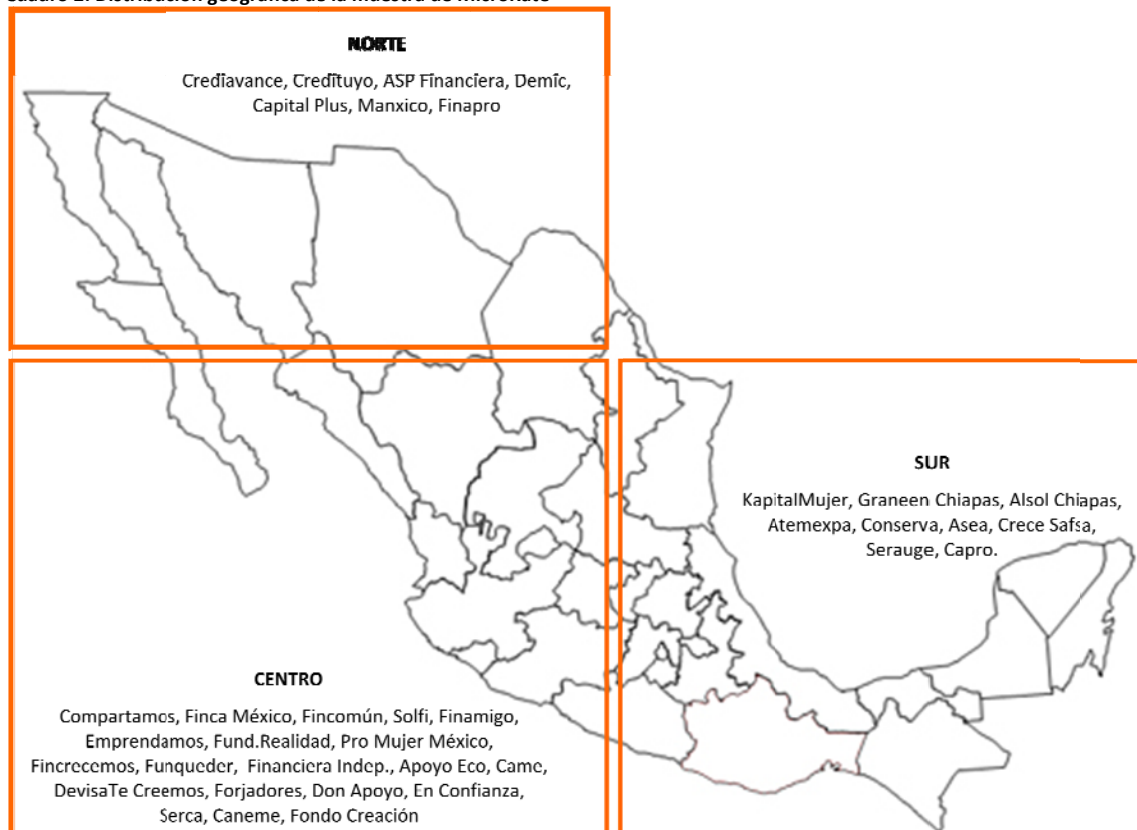 NORTE
Crediavance, Credituyo, ASP Financiera, Demic,
Capital Plus, Manxico, Finapro
SUR
KapitalMujer, Graneen Chiapas, Alsol Chiapas,
Atemexpa, Conserva, Asea, Crece Safsa,
Serauge, Capro.
CENTRO
Compartamos, Finca México, Fincomún, Solfi, Finamigo,
Emprendamos, Fund.Realidad, Pro Mujer México,
Fincrecemos, Funqueder, Financiera Indep., Apoyo Eco, Came,
DevisaTe Creemos, Forjadores, Don Apoyo, En Confianza,
Serca, Caneme, Fondo Creación